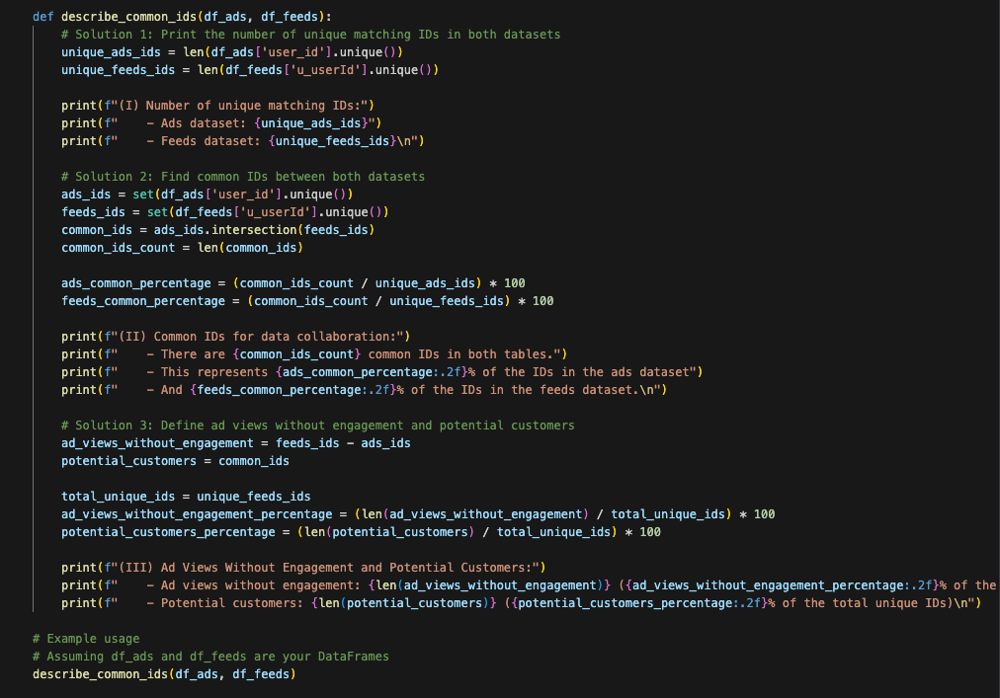 def describe_common_ids(df_ads, df_feeds):
    # Solution 1: Print the number of unique matching IDs in both datasets
    unique_ads_ids = len(df_ads['user_id'].unique())
    unique_feeds_ids = len(df_feeds['u_userId'].unique())

    print(f"(I) Number of unique matching IDs:")
    print(f"    - Ads dataset: {unique_ads_ids}")
    print(f"    - Feeds dataset: {unique_feeds_ids}\n")

    # Solution 2: Find common IDs between both datasets
    ads_ids = set(df_ads['user_id'].unique())
    feeds_ids = set(df_feeds['u_userId'].unique())
    common_ids = ads_ids.intersection(feeds_ids)
    common_ids_count = len(common_ids)

    ads_common_percentage = (common_ids_count / unique_ads_ids) * 100
    feeds_common_percentage = (common_ids_count / unique_feeds_ids) * 100

    print(f"(II) Common IDs for data collaboration:")
    print(f"    - There are {common_ids_count} common IDs in both tables.")
    print(f"    - This represents {ads_common_percentage:.2f}% of the IDs in the ads dataset")
    print(f"    - And {feeds_common_percentage:.2f}% of the IDs in the feeds dataset.\n")

    # Solution 3: Define ad views without engagement and potential customers
    ad_views_without_engagement = feeds_ids - ads_ids
    potential_customers = common_ids

    total_unique_ids = unique_feeds_ids
    ad_views_without_engagement_percentage = (len(ad_views_without_engagement) / total_unique_ids) * 100
    potential_customers_percentage = (len(potential_customers) / total_unique_ids) * 100

    print(f"(III) Ad Views Without Engagement and Potential Customers:")
    print(f"    - Ad views without engagement: {len(ad_views_without_engagement)} ({ad_views_without_engagement_percentage:.2f}% of the
    print(f"    - Potential customers: {len(potential_customers)} ({potential_customers_percentage:.2f}% of the total unique IDs)\n")

# Example usage
# Assuming df_ads and df_feeds are your DataFrames
describe_common_ids(df_ads, df_feeds)